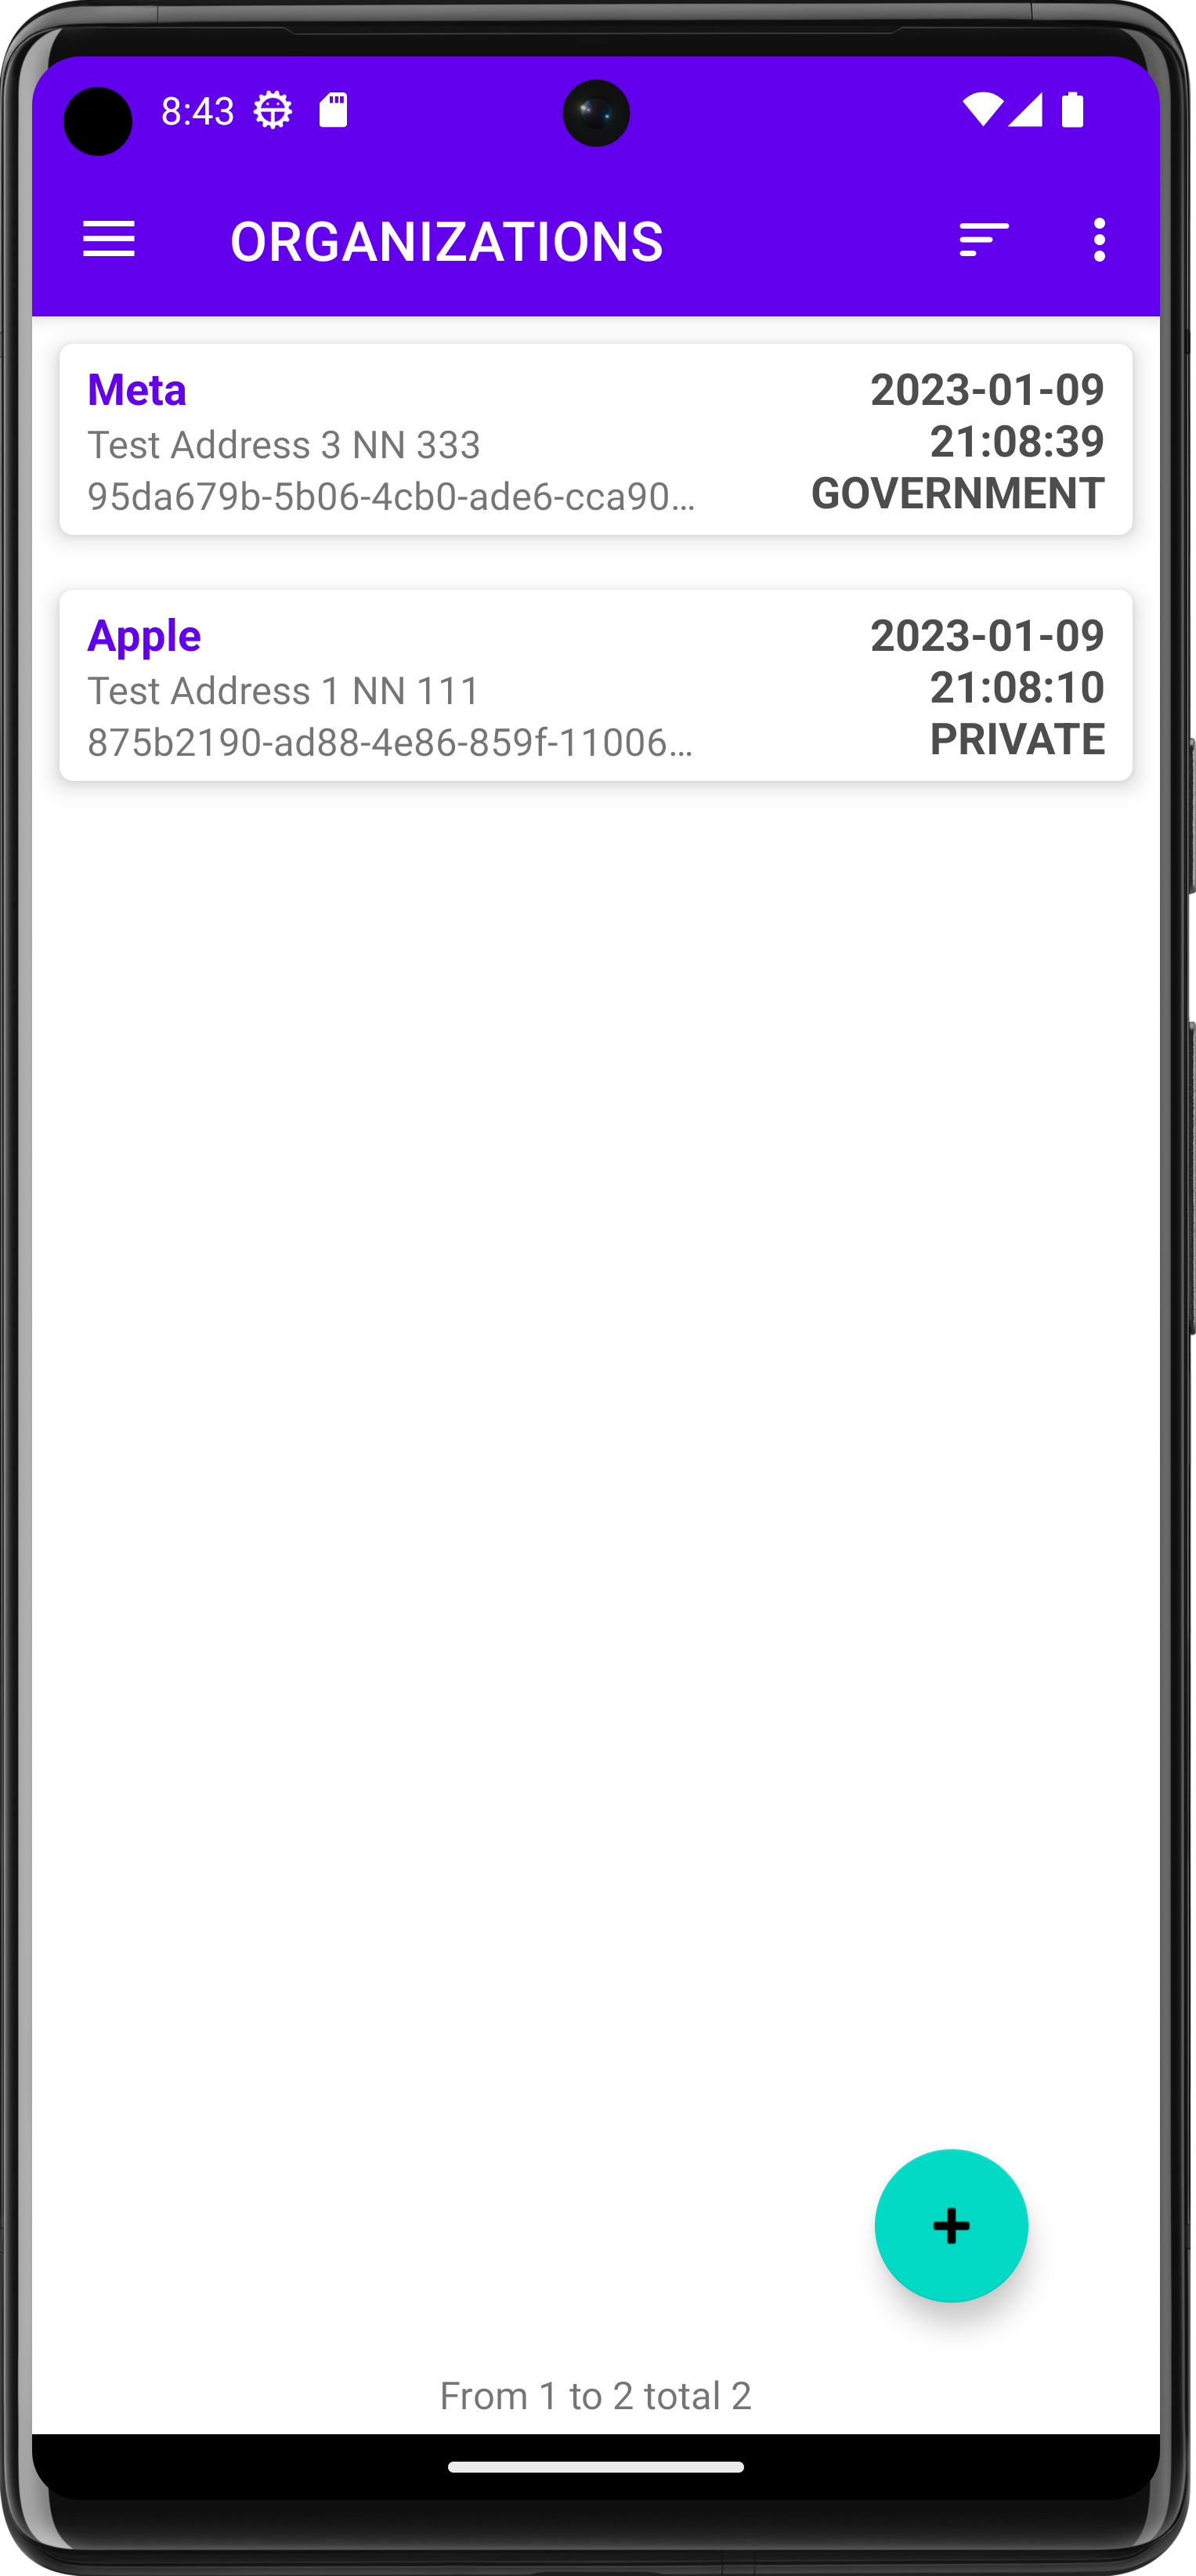 8:43
ORGANIZATIONS
Meta
2023-01-09
Test Address 3 NN 333
21:08:39
95da679b-5b06-4cb0-ade6-cca90...
GOVERNMENT
Apple
2023-01-09
Test Address 1 NN 111
21:08:10
875b2190-ad88-4e86-859f-11006...
PRIVATE
From 1 to 2 total 2